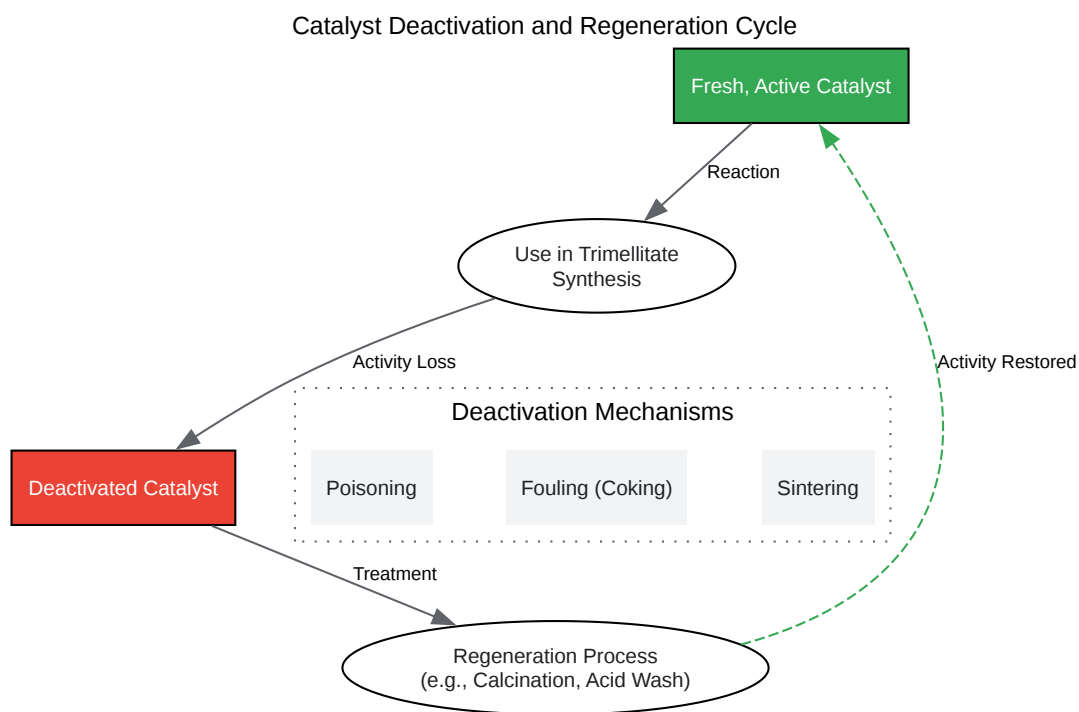 Catalyst Deactivation and Regeneration Cycle
Fresh, Active Catalyst
Reaction
Use in Trimellitate
Synthesis
Activity Loss
Activity Restored
Deactivation Mechanisms
Deactivated Catalyst
Poisoning
Fouling (Coking)
Sintering
Treatment
Regeneration Process
(e.g., Calcination, Acid Wash)